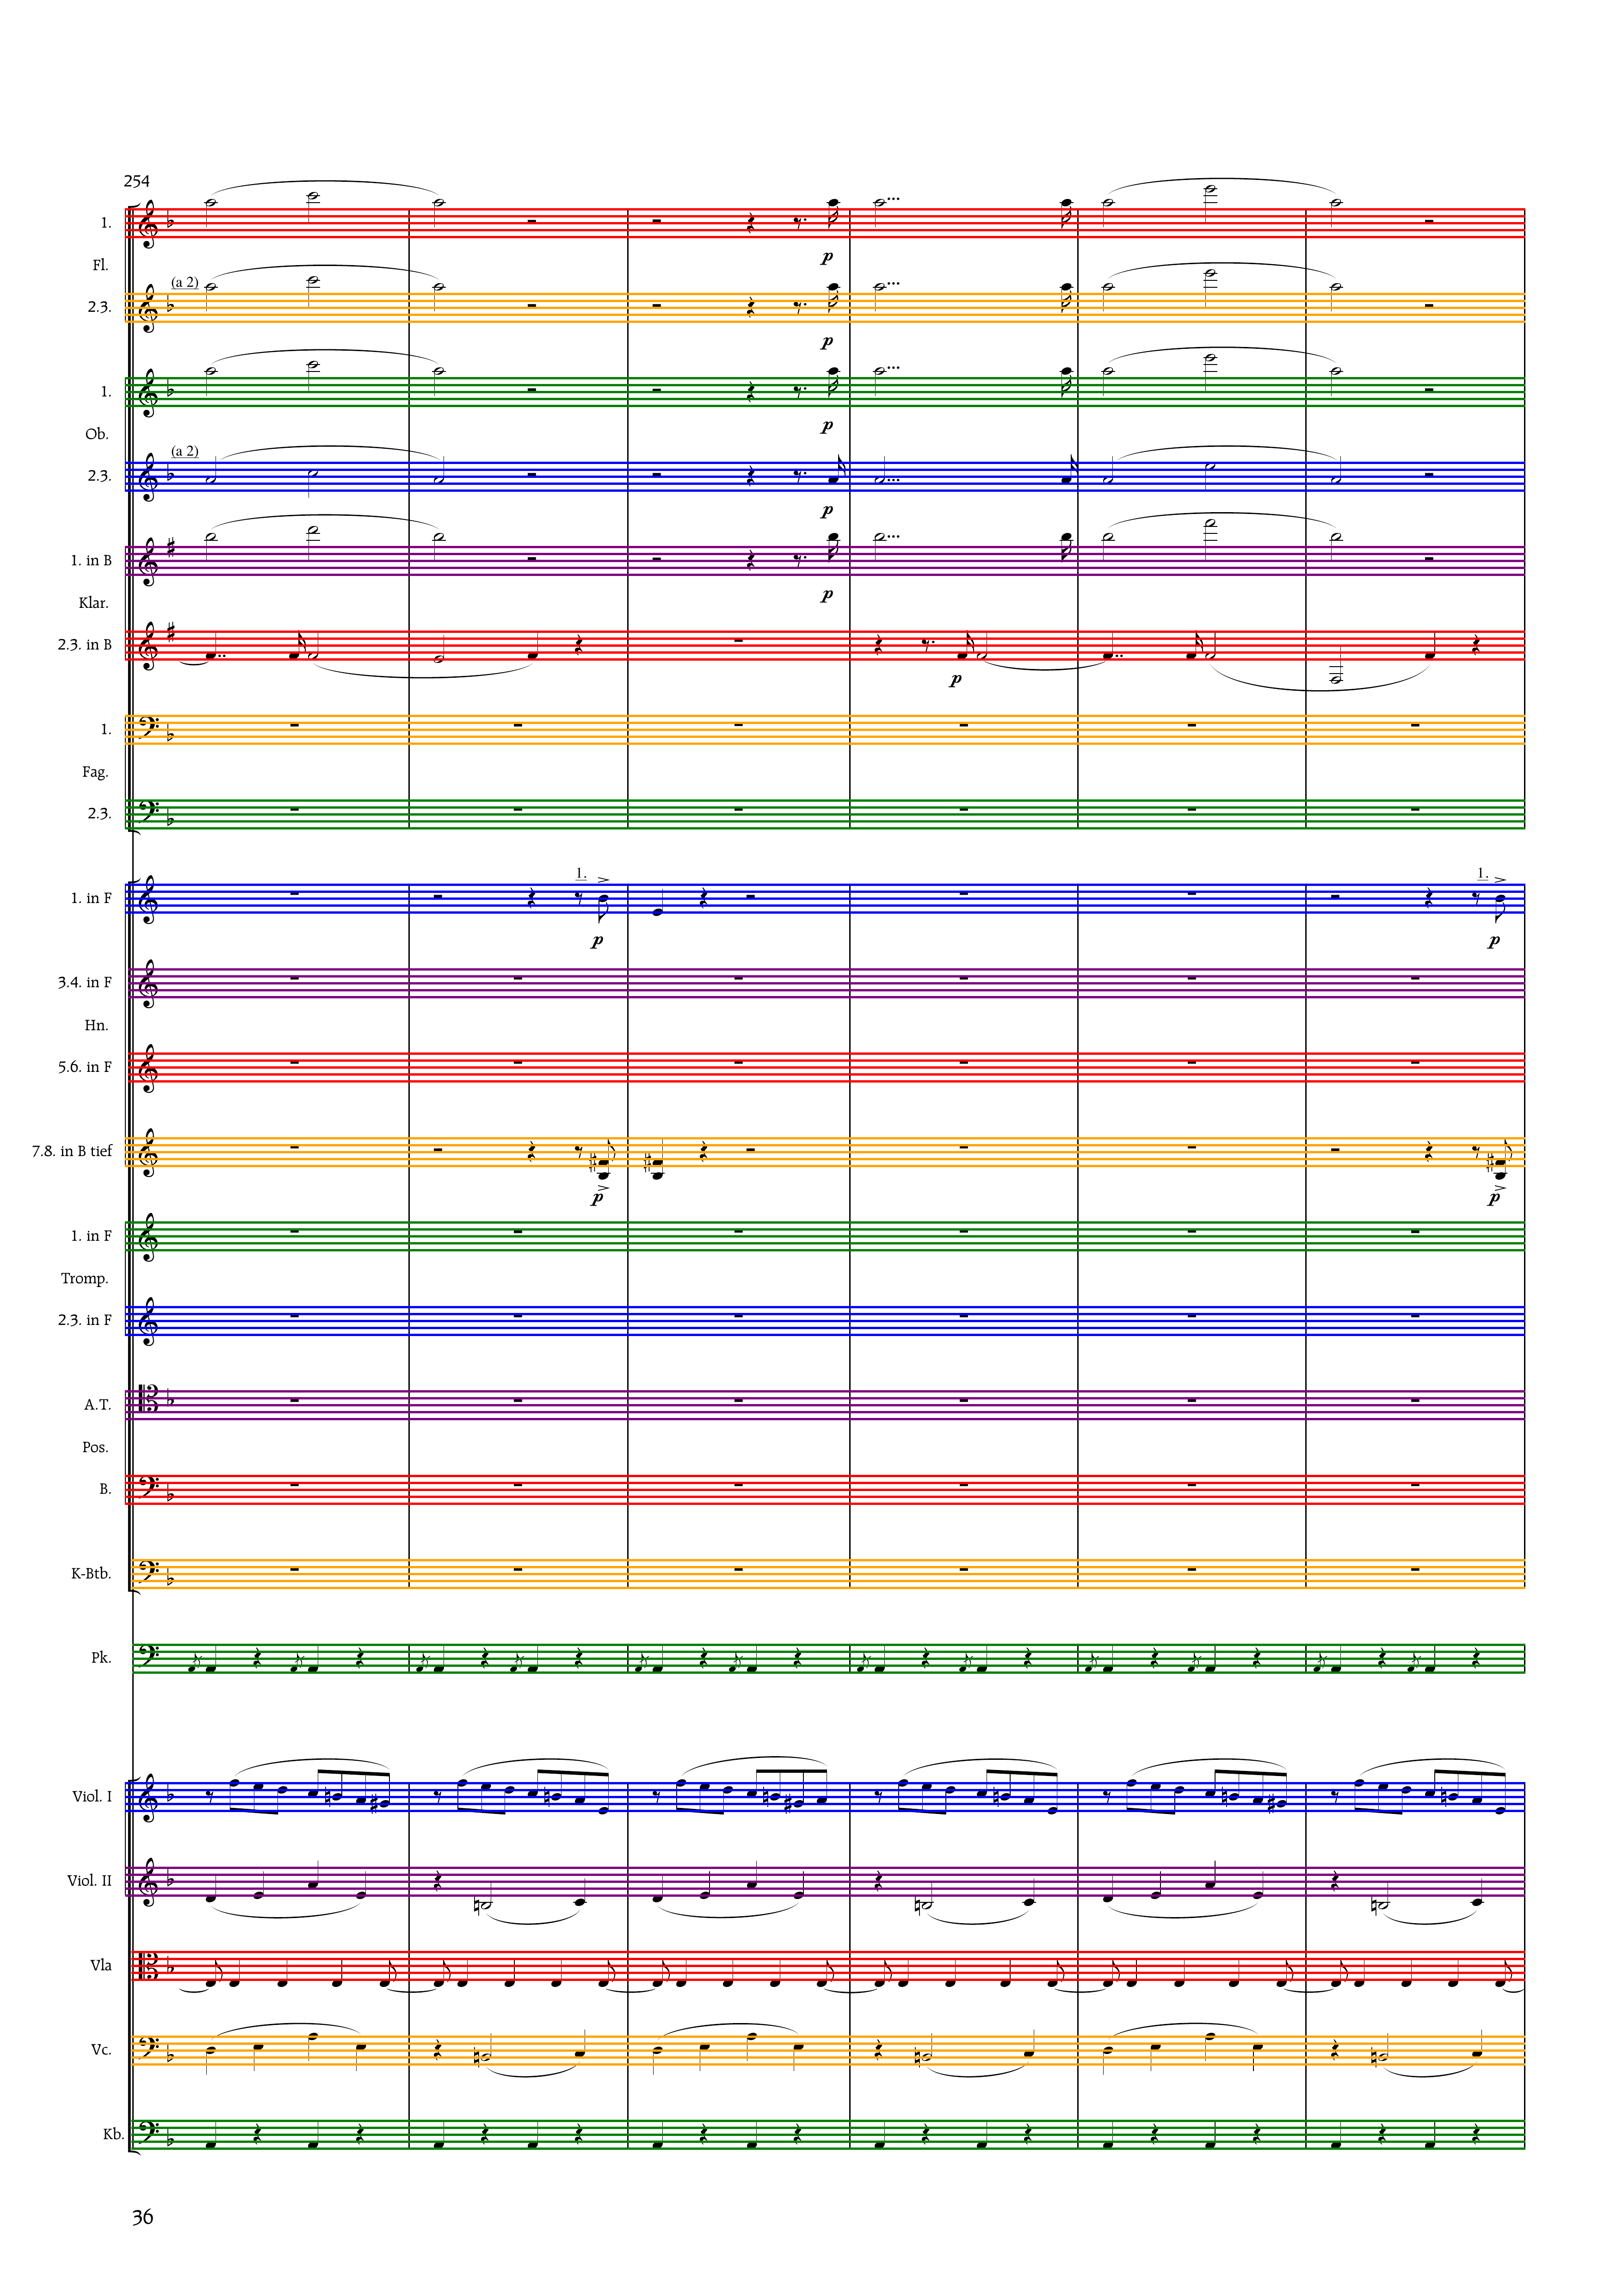 254
1.
Fl.
(a 2)
2.3.
p
p
1.
Ob.
p
(a 2)
2.3.
p
1. in B
Klar.
p
2.3. in B
p
1.
Fag.
2.3.
1. 1.
1. in F
p p
3.4. in F
Hn.
5.6. in F
7.8. in B tief
p p
1. in F
Tromp.
2.3. in F
A.T.
Pos.
B.
K-Btb.
Pk.
Viol. I
Viol. II
Vla
Vc.
Kb.
36